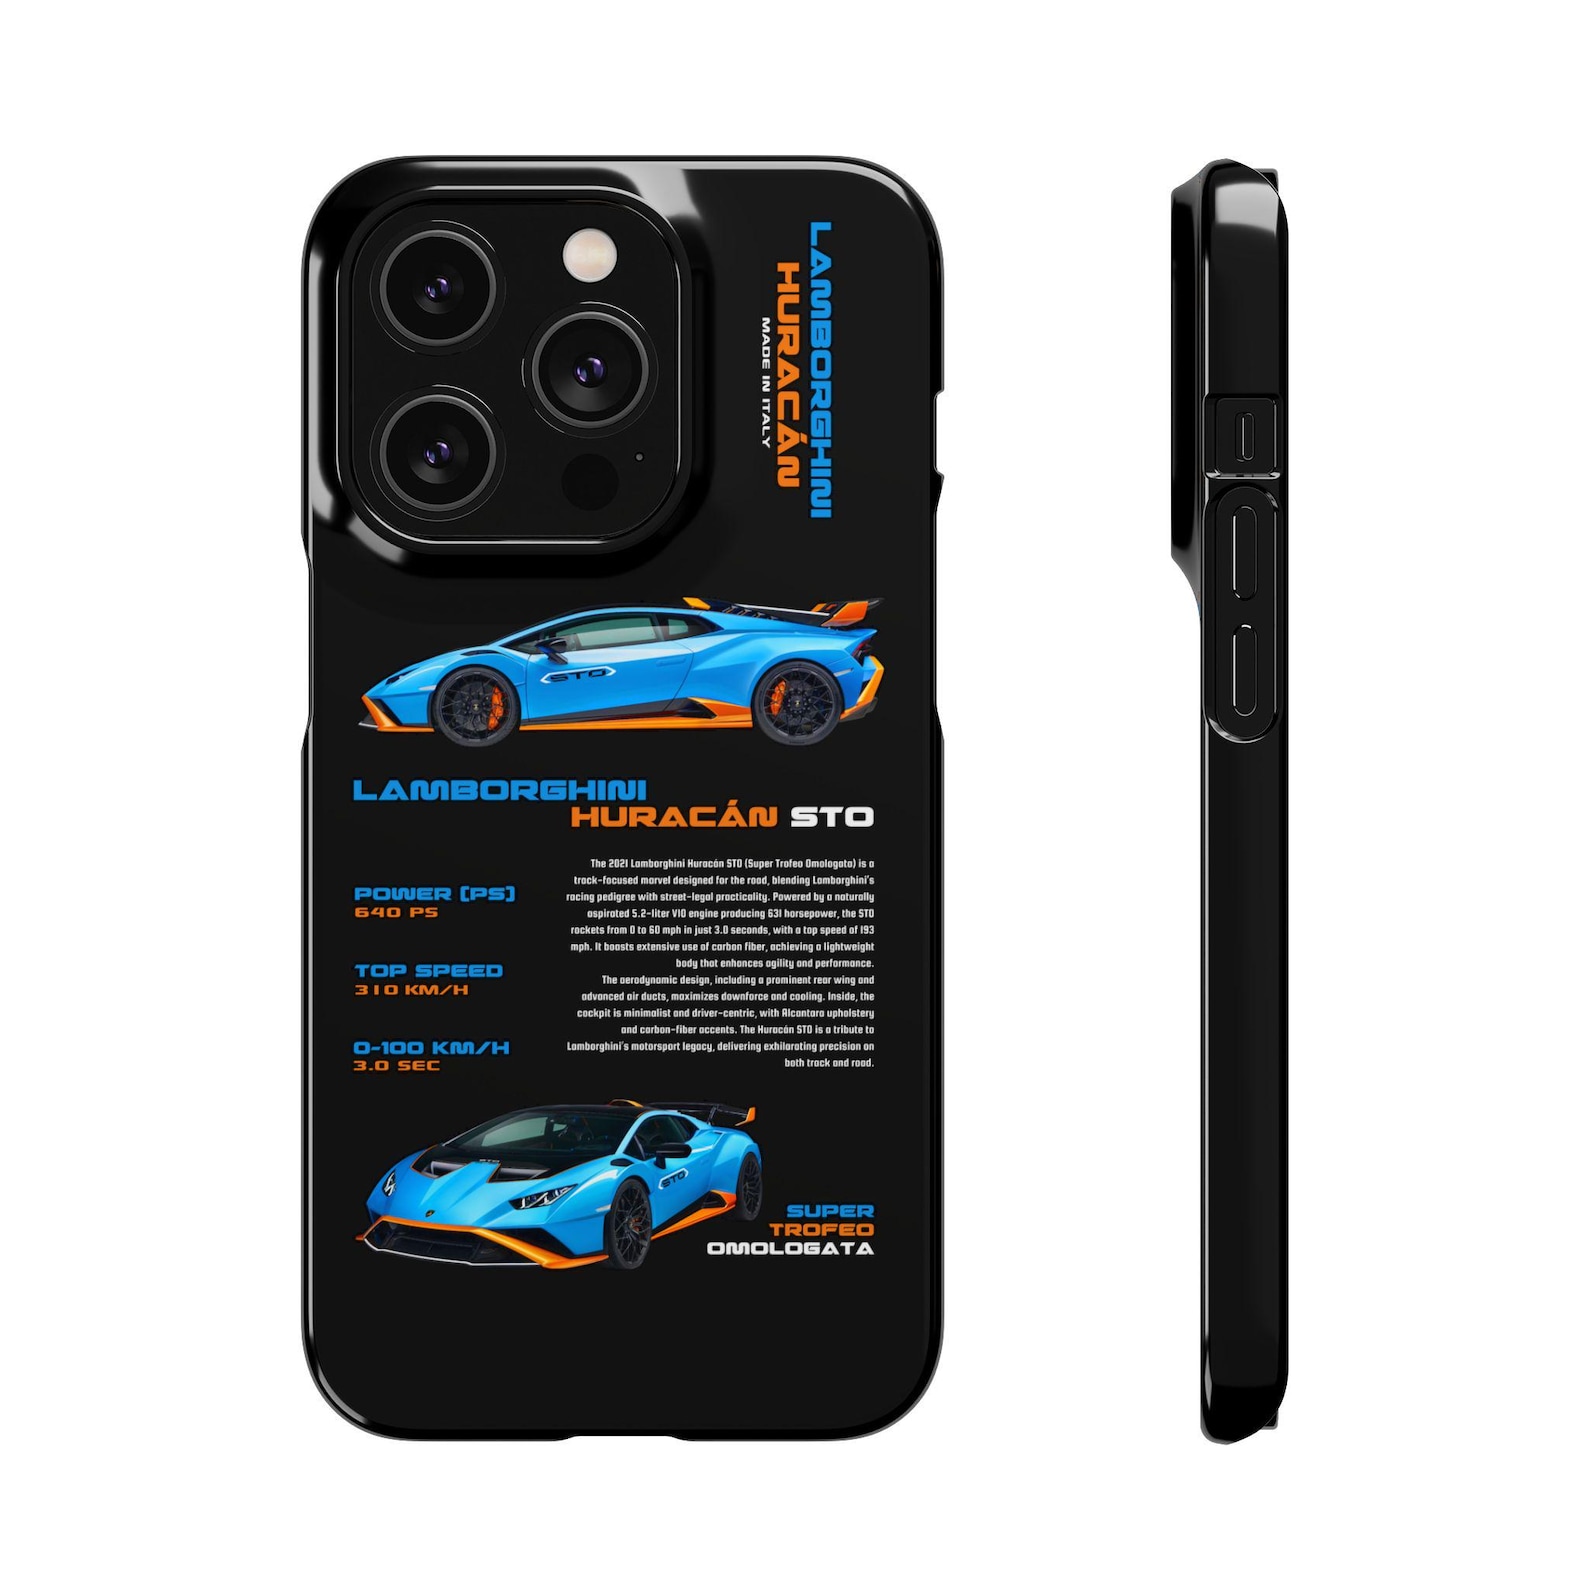 LAMBORGHINI
HURACÁN
MADE IN ITALY
STO
LAMBORGHINI
HURACÁN STO
The 2021 Lamborghini Huracán STO (Super Trofeo Omologata) is a
track-focused marvel designed for the road, blending Lamborghini's
racing pedigree with street-legal practicality. Powered by a naturally
aspirated 5.2-liter V10 engine producing 631 horsepower, the STO
rockets from 0 to 60 mph in just 3.0 seconds, with a top speed of 193
mph. It boasts extensive use of carbon fiber, achieving a lightweight
body that enhances agility and performance.
The aerodynamic design, including a prominent rear wing and
advanced air ducts, maximizes downforce and cooling. Inside, the
cockpit is minimalist and driver-centric, with Alcantara upholstery
and carbon-fiber accents. The Huracán STO is a tribute to
Lamborghini's motorsport legacy, delivering exhilarating precision on
both track and road.
POWER (PS)
640 PS
TOP SPEED
310 KM/H
0-100 KM/H
3.0 SEC
STO
STO
SUPER
TROFEO
OMOLOGATA